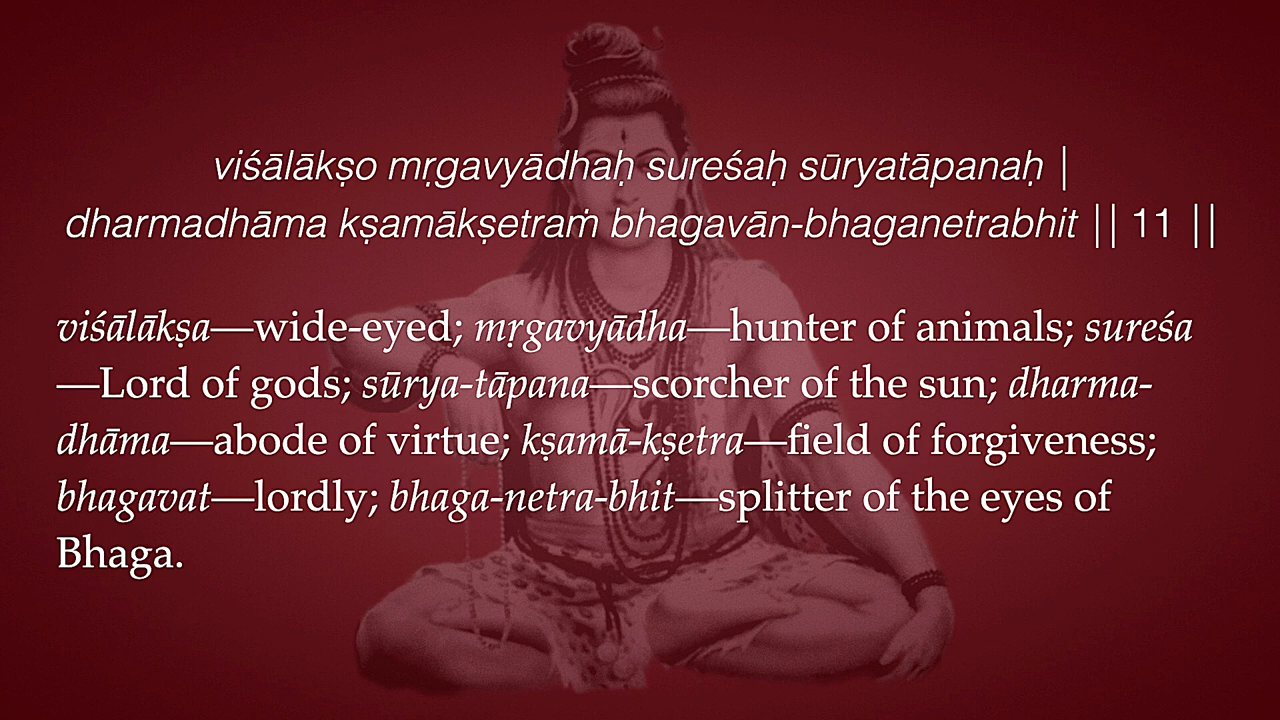 viśālākṣo mṛgavyādhaḥ sureśaḥ sūryatāpanaḥ |
dharmadhāma kṣamākṣetraṁ bhagavān-bhaganetrabhit || 11 ||
viśālākṣa—wide-eyed; mṛgavyādha—hunter of animals; sureśa
—Lord of gods; sūrya-tāpana—scorcher of the sun; dharma-
dhāma—abode of virtue; kṣamā-kṣetra—field of forgiveness;
bhagavat—lordly; bhaga-netra-bhit—splitter of the eyes of
Bhaga.